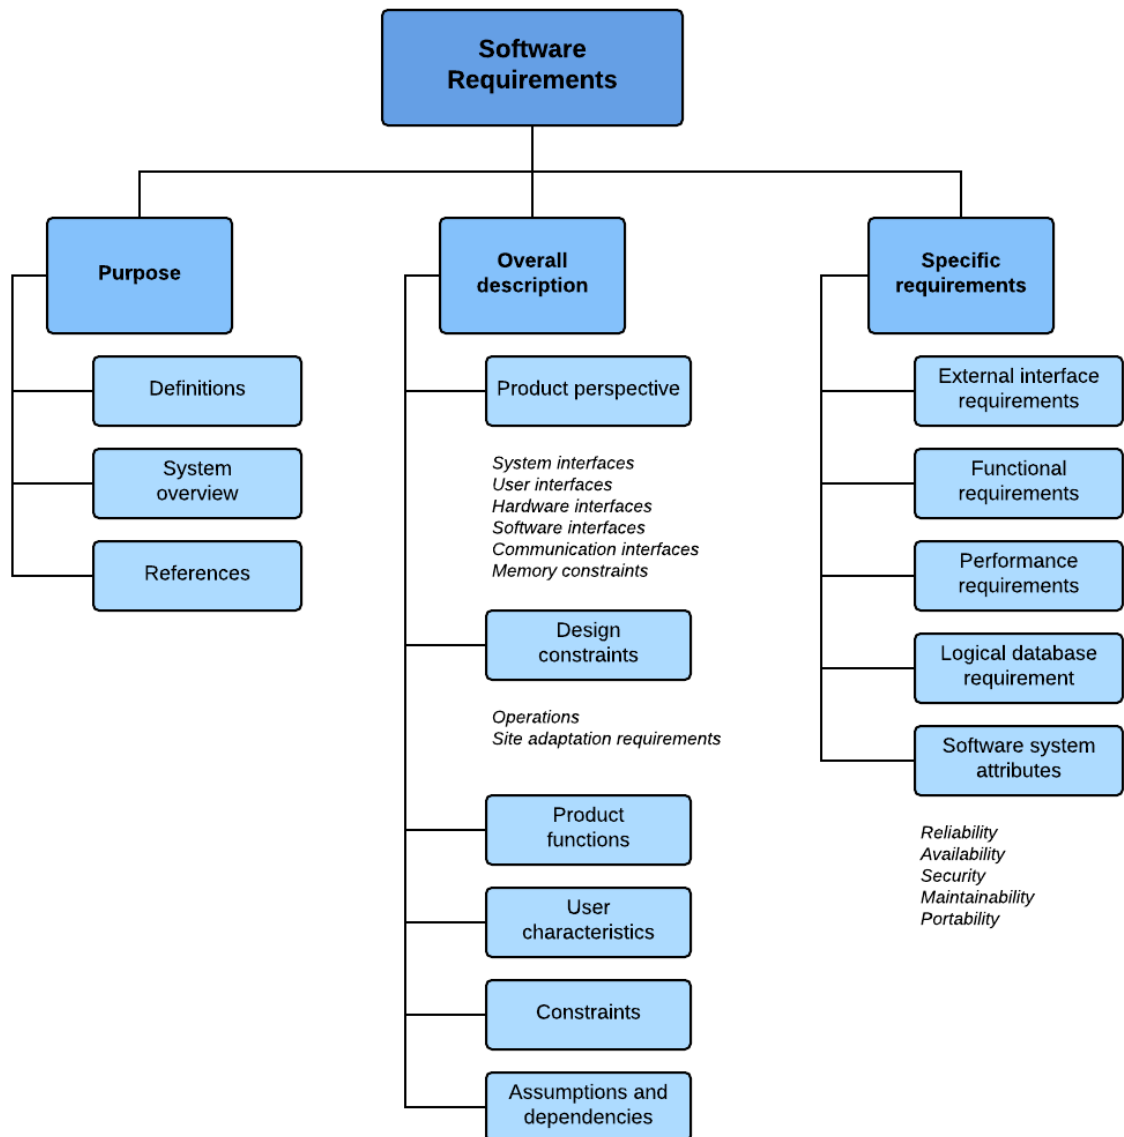 Software
Requirements
Purpose
Definitions
System
overview
References
Overall
description
Product perspective
System interfaces
User interfaces
Hardware interfaces
Software interfaces
Communication interfaces
Memory constraints
Design
constraints
Operations
Site adaptation requirements
Product
functions
User
characteristics
Constraints
Assumptions and
dependencies
Specific
requirements
External interface
requirements
Functional
requirements
Performance
requirements
Logical database
requirement
Software system
attributes
Reliability
Availability
Security
Maintainability
Portability